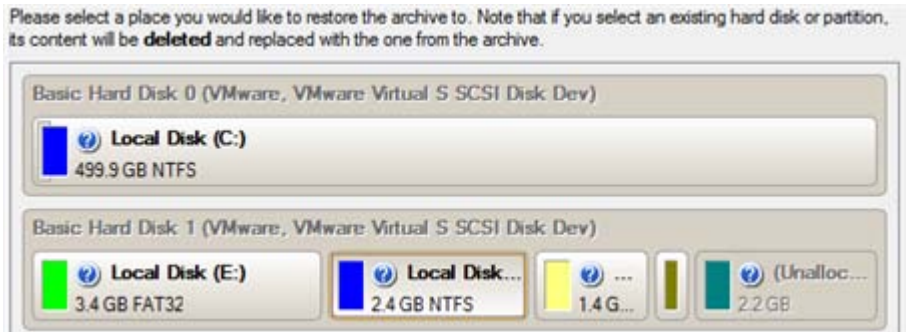 Please select a place you would like to restore the archive to. Note that if you select an existing hard disk or partition,
its content will be deleted and replaced with the one from the archive.
Basic Hard Disk 0 (VMware, VMware Virtual S SCSI Disk Dev)
Local Disk (C:)
499.9 GB NTFS
Basic Hard Disk 1 (VMware, VMware Virtual S SCSI Disk Dev)
Local Disk (E:)
3.4 GB FAT32
Local Disk...
2.4 GB NTFS
...
1.4 G...
(Unalloc...
2.2 GB